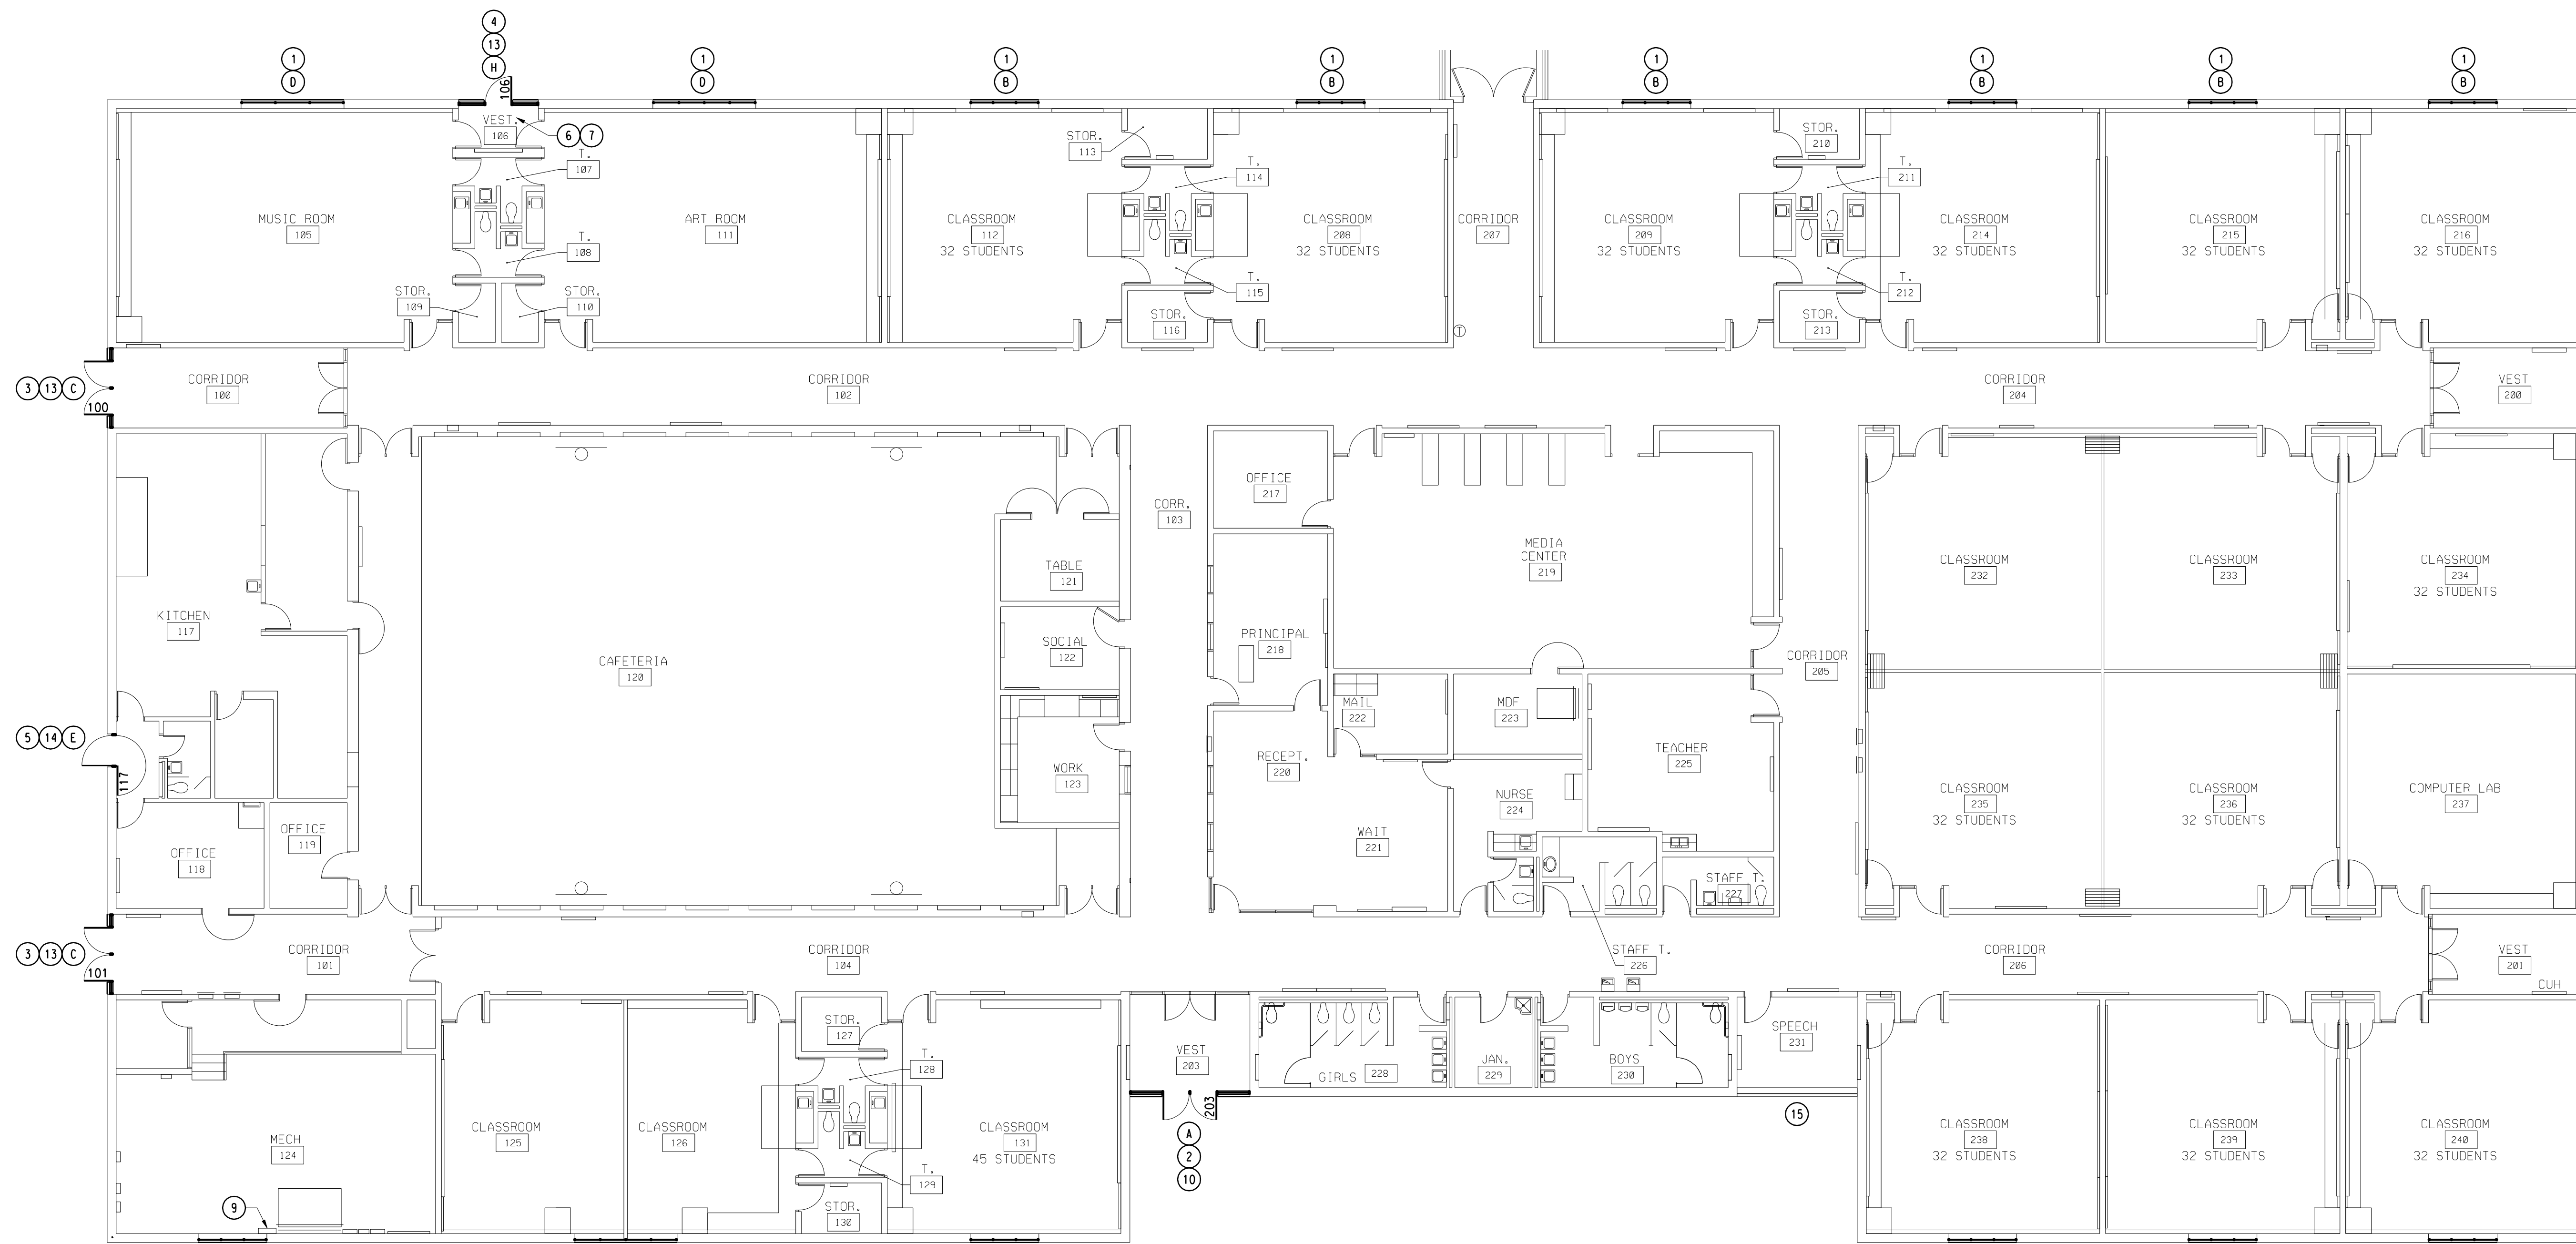 4
13
H
1
D
1
D
1
B
1
B
1
B
1
B
1
B
1
B
106
VEST.
106
6 7
T.
107
MUSIC ROOM
105
ART ROOM
111
T.
108
STOR.
109
STOR.
110
CLASSROOM
112
32 STUDENTS
STOR.
113
T.
114
T.
115
STOR.
116
CLASSROOM
208
32 STUDENTS
CORRIDOR
207
T
CLASSROOM
209
32 STUDENTS
STOR.
210
T.
211
T.
212
STOR.
213
CLASSROOM
214
32 STUDENTS
CLASSROOM
215
32 STUDENTS
CLASSROOM
216
32 STUDENTS
3 13 C
100
CORRIDOR
100
CORRIDOR
102
CORRIDOR
204
VEST
200
KITCHEN
117
5 14 E
117
OFFICE
118
OFFICE
119
CAFETERIA
120
TABLE
121
SOCIAL
122
WORK
123
CORR.
103
OFFICE
217
PRINCIPAL
218
MEDIA
CENTER
219
RECEPT.
220
WAIT
221
MAIL
222
MDF
223
NURSE
224
TEACHER
225
STAFF T.
227
CORRIDOR
205
CLASSROOM
232
CLASSROOM
233
CLASSROOM
234
32 STUDENTS
CLASSROOM
235
32 STUDENTS
CLASSROOM
236
32 STUDENTS
COMPUTER LAB
237
3 13 C
101
CORRIDOR
101
CORRIDOR
104
STAFF T.
226
CORRIDOR
206
VEST
201
CUH
MECH
124
9
CLASSROOM
125
CLASSROOM
126
STOR.
127
T.
128
T.
129
STOR.
130
CLASSROOM
131
45 STUDENTS
VEST
203
203
A
2
10
GIRLS 228
JAN.
229
BOYS
230
SPEECH
231
15
CLASSROOM
238
32 STUDENTS
CLASSROOM
239
32 STUDENTS
CLASSROOM
240
32 STUDENTS